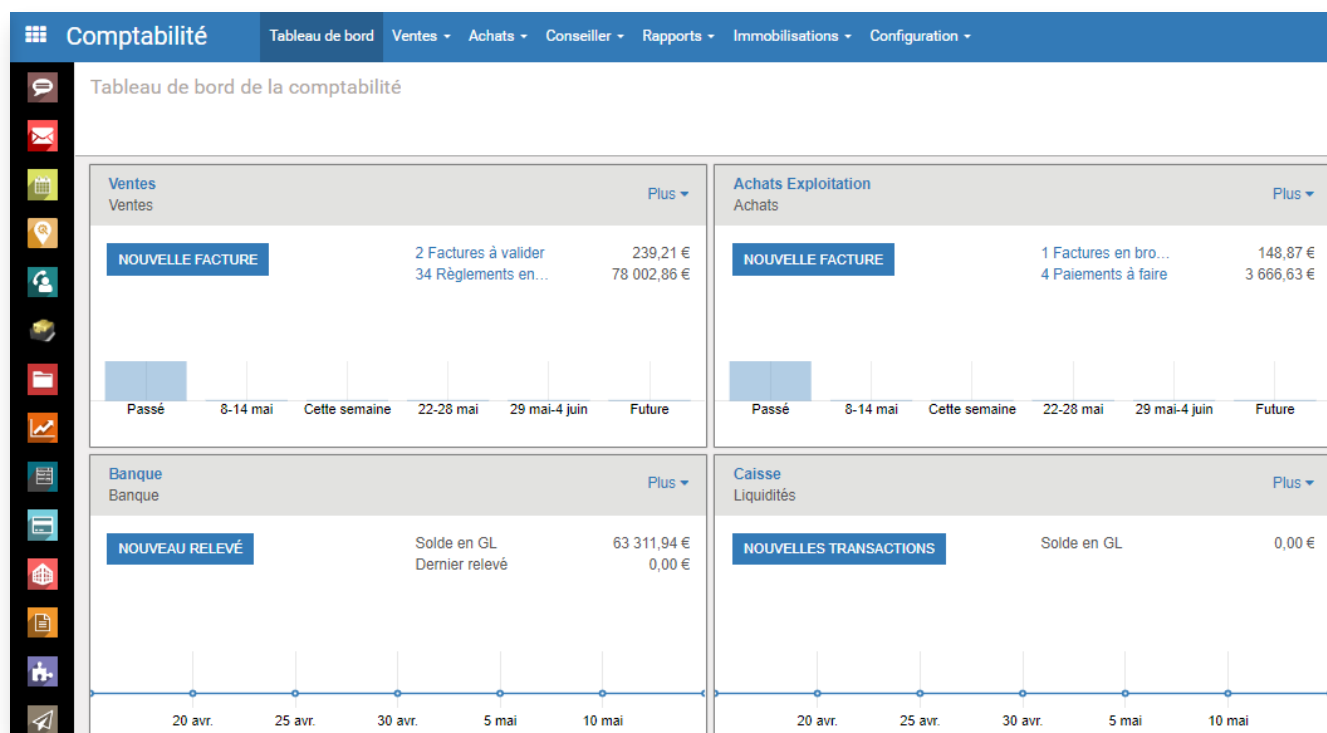 Comptabilité
Tableau de bord Ventes Achats Conseiller Rapports Immobilisations Configuration
Tableau de bord de la comptabilité
Ventes
Ventes
Plus
NOUVELLE FACTURE
2 Factures à valider 239,21 €
34 Règlements en... 78 002,86 €
Passé 8-14 mai Cette semaine 22-28 mai 29 mai-4 juin Future
Achats Exploitation
Achats
Plus
NOUVELLE FACTURE
1 Factures en bro... 148,87 €
4 Paiements à faire 3 666,63 €
Passé 8-14 mai Cette semaine 22-28 mai 29 mai-4 juin Future
Banque
Banque
Plus
NOUVEAU RELEVÉ
Solde en GL 63 311,94 €
Dernier relevé 0,00 €
20 avr. 25 avr. 30 avr. 5 mai 10 mai
Caisse
Liquidités
Plus
NOUVELLES TRANSACTIONS
Solde en GL 0,00 €
20 avr. 25 avr. 30 avr. 5 mai 10 mai